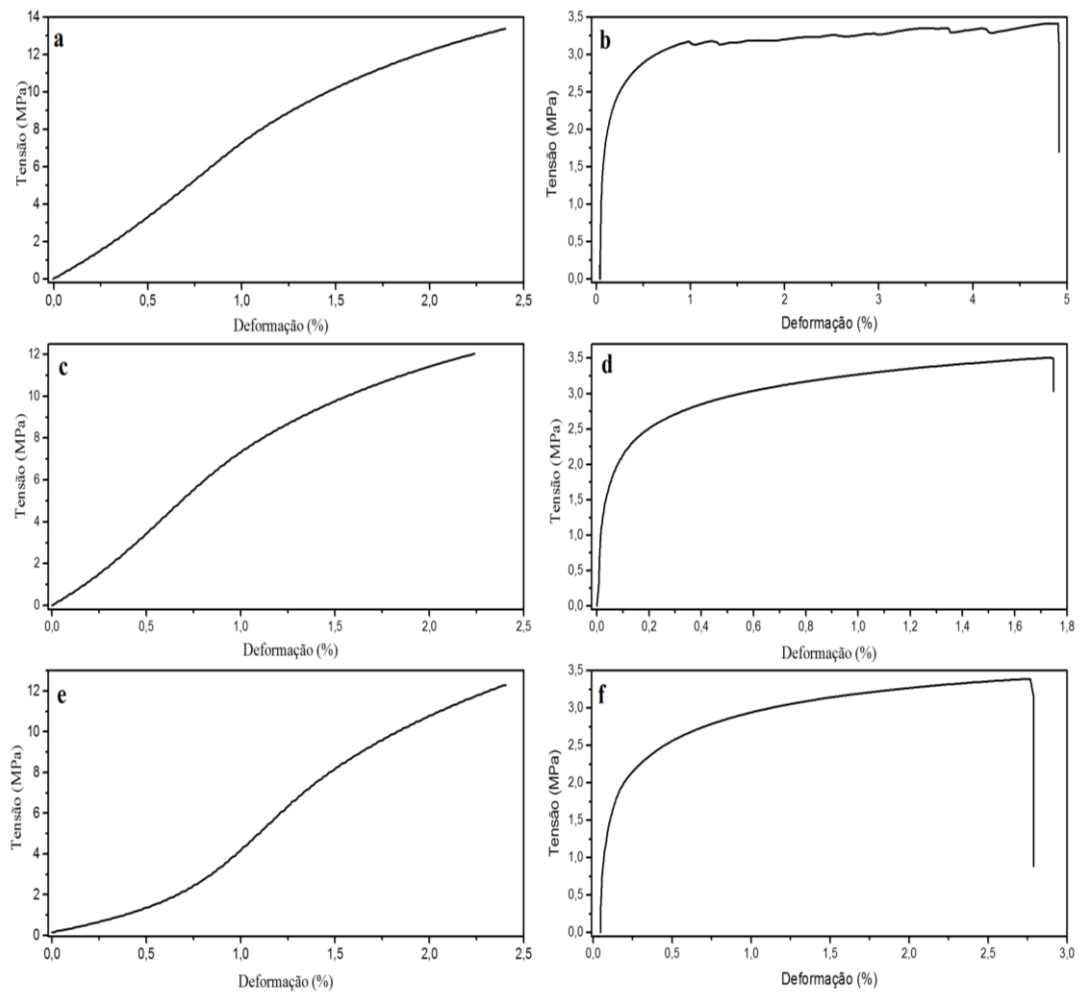 a
Tensão (MPa)
14
12
10
8
6
4
2
0
0,0 0,5 1,0 1,5 2,0 2,5
Deformação (%)
b
Tensão (MPa)
3,5
3,0
2,5
2,0
1,5
1,0
0,5
0,0
0 1 2 3 4 5
Deformação (%)
c
Tensão (MPa)
12
10
8
6
4
2
0
0,0 0,5 1,0 1,5 2,0 2,5
Deformação (%)
d
Tensão (MPa)
3,5
3,0
2,5
2,0
1,5
1,0
0,5
0,0
0,0 0,2 0,4 0,6 0,8 1,0 1,2 1,4 1,6 1,8
Deformação (%)
e
Tensão (MPa)
12
10
8
6
4
2
0
0,0 0,5 1,0 1,5 2,0 2,5
Deformação (%)
f
Tensão (MPa)
3,5
3,0
2,5
2,0
1,5
1,0
0,5
0,0
0,0 0,5 1,0 1,5 2,0 2,5 3,0
Deformação (%)